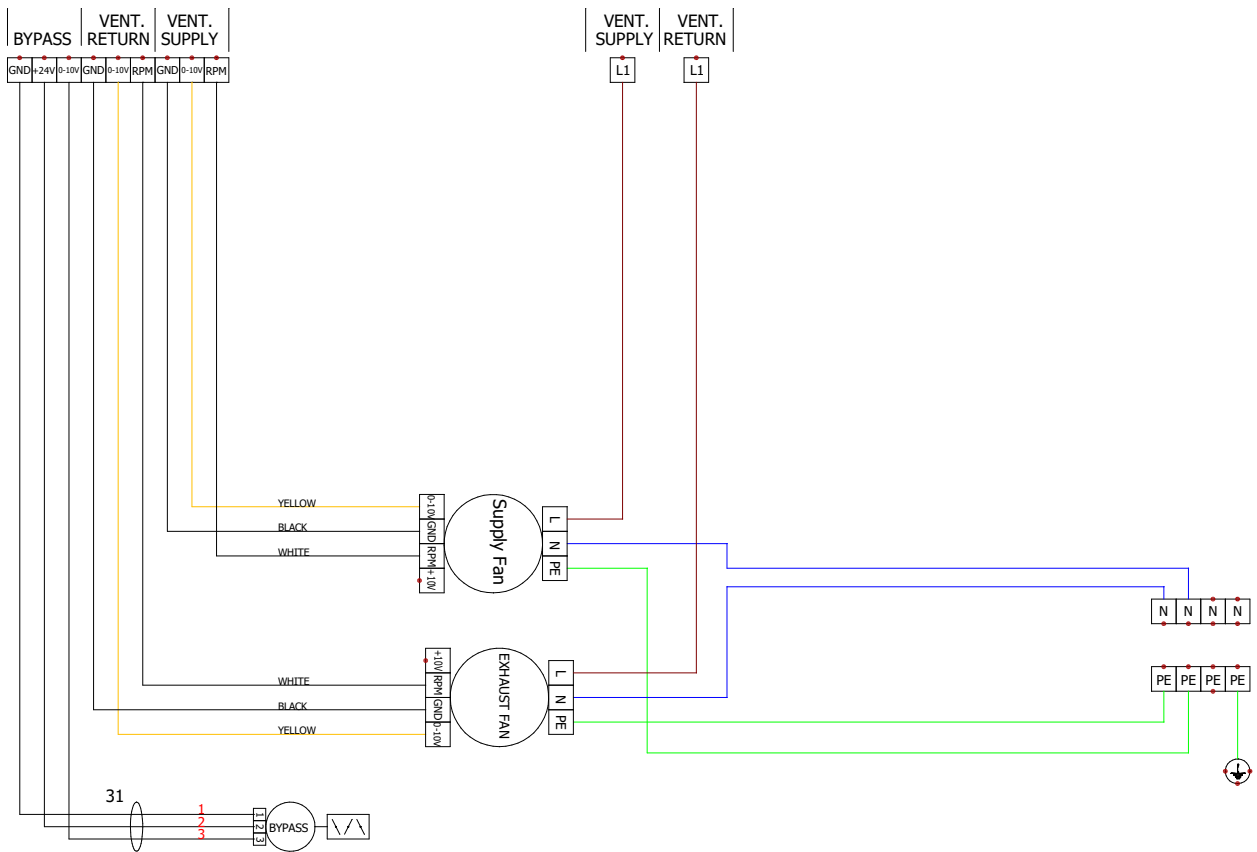 BYPASS
VENT.
RETURN
VENT.
SUPPLY
VENT.
SUPPLY
VENT.
RETURN
GND +24V 0-10V GND 0-10V RPM GND 0-10V RPM
L1
L1
YELLOW
BLACK
WHITE
0-10V
GND
RPM
+10V
Supply Fan
L
N
PE
N N N N
WHITE
BLACK
YELLOW
+10V
RPM
GND
0-10V
EXHAUST FAN
L
N
PE
PE PE PE PE
31
1
2
3
1
2
3
BYPASS